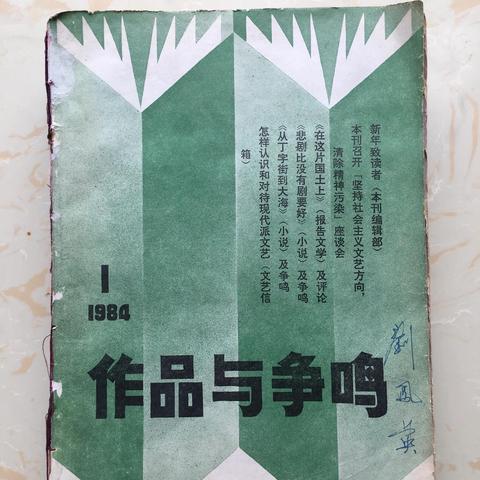 新年致读者（本刊编辑部）
本刊召开「坚持社会主义文艺方向，
清除精神污染」座谈会
《在这片国土上》（报告文学）及评论
《悲剧比没有剧要好》（小说）及争鸣
《从丁字街到大海》（小说）及争鸣
怎样认识和对待现代派文艺（文艺信
箱）
1
1984
作品与争鸣
劉凤英